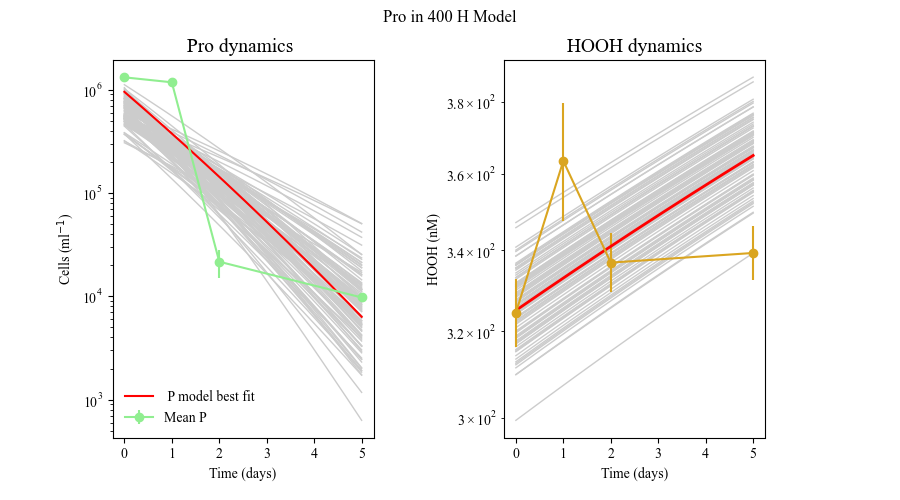 Pro in 400 H Model
Pro dynamics
Cells (ml⁻¹)
10⁶
10⁵
10⁴
10³
P model best fit
Mean P
0 1 2 3 4 5
Time (days)
HOOH dynamics
HOOH (nM)
3.8 × 10²
3.6 × 10²
3.4 × 10²
3.2 × 10²
3 × 10²
0 1 2 3 4 5
Time (days)